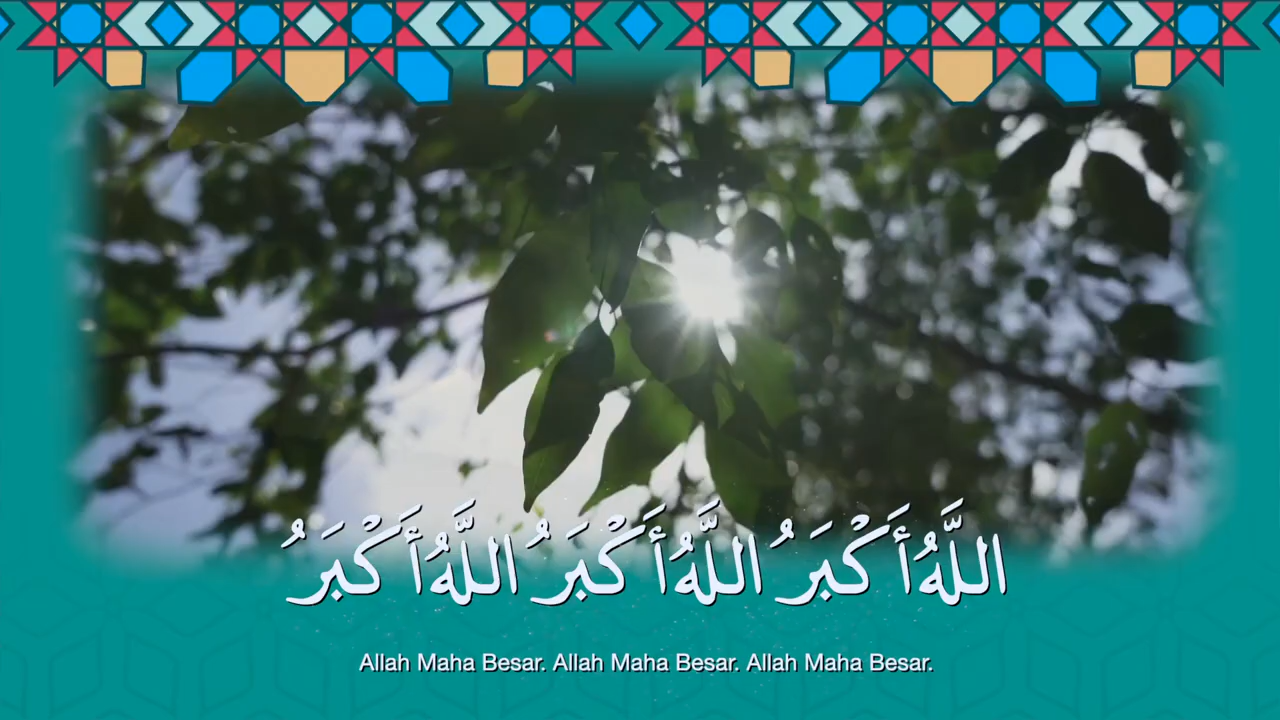 اللَّهُ أَكْبَرُ اللَّهُ أَكْبَرُ اللَّهُ أَكْبَرُ
Allah Maha Besar. Allah Maha Besar. Allah Maha Besar.